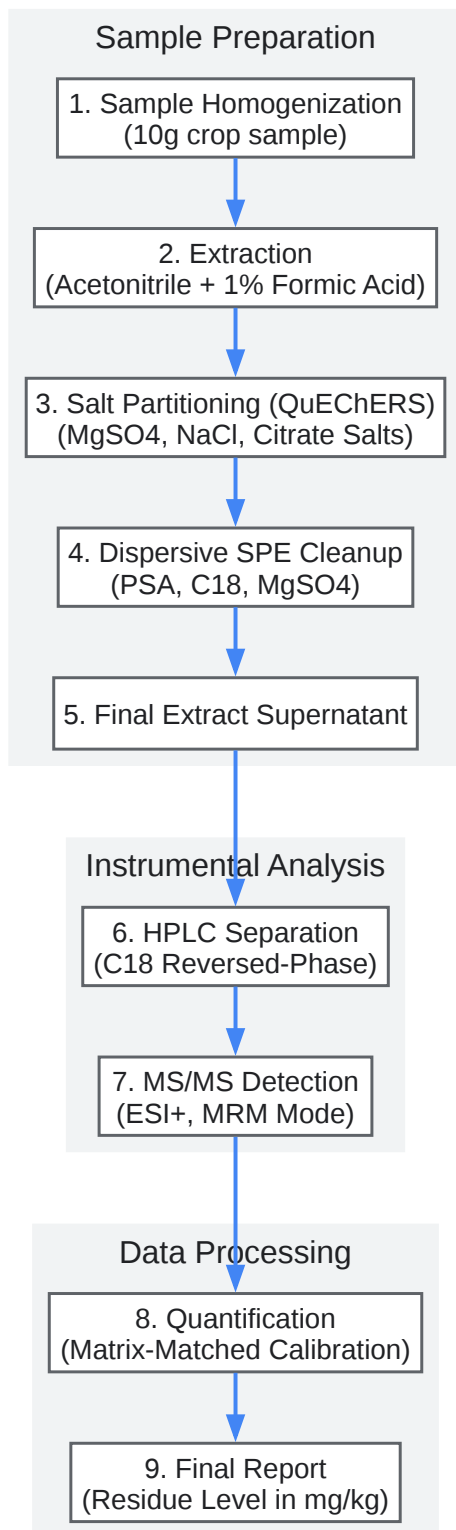 Sample Preparation
1. Sample Homogenization
(10g crop sample)
2. Extraction
(Acetonitrile + 1% Formic Acid)
3. Salt Partitioning (QuEChERS)
(MgSO4, NaCl, Citrate Salts)
4. Dispersive SPE Cleanup
(PSA, C18, MgSO4)
5. Final Extract Supernatant
Instrumental Analysis
6. HPLC Separation
(C18 Reversed-Phase)
7. MS/MS Detection
(ESI+, MRM Mode)
Data Processing
8. Quantification
(Matrix-Matched Calibration)
9. Final Report
(Residue Level in mg/kg)